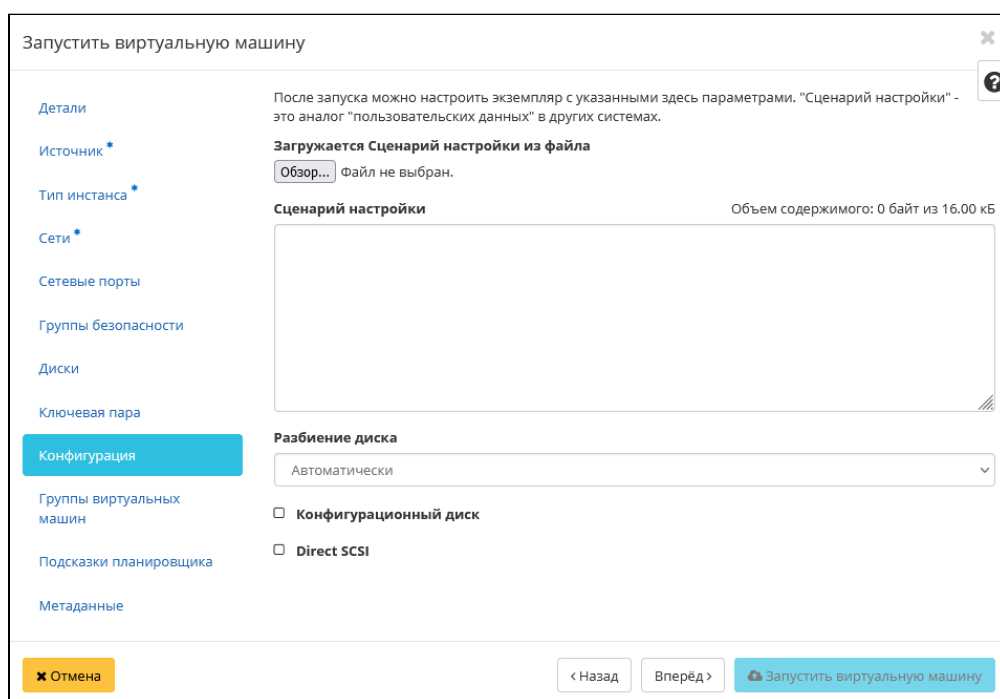 Запустить виртуальную машину
Детали
Источник *
Тип инстанса *
Сети *
Сетевые порты
Группы безопасности
Диски
Ключевая пара
Конфигурация
Группы виртуальных
машин
Подсказки планировщика
Метаданные
После запуска можно настроить экземпляр с указанными здесь параметрами. "Сценарий настройки" -
это аналог "пользовательских данных" в других системах.
Загружается Сценарий настройки из файла
Обзор... Файл не выбран.
Сценарий настройки Объем содержимого: 0 байт из 16.00 кБ
Разбиение диска
Автоматически
Конфигурационный диск
Direct SCSI
Отмена
Назад
Вперёд
Запустить виртуальную машину